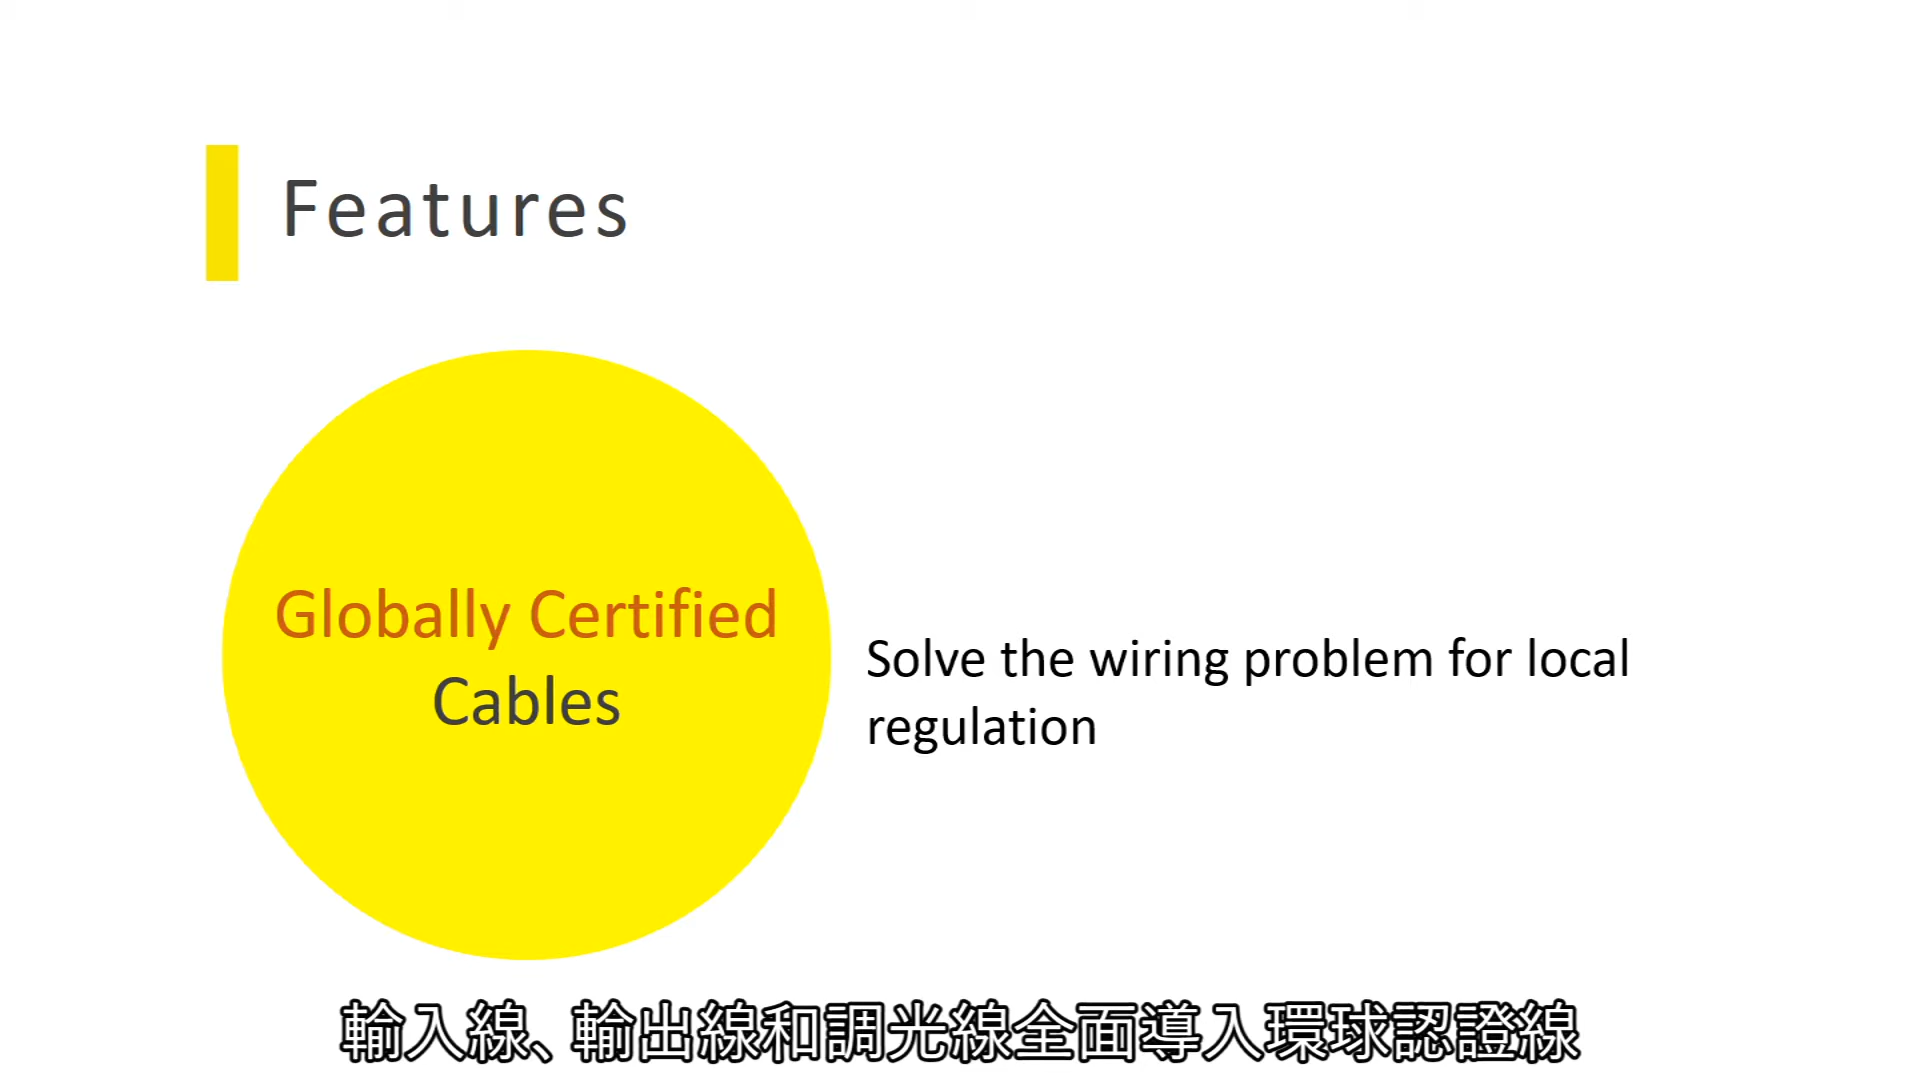 Features
Globally Certified
Cables
Solve the wiring problem for local
regulation
輸入線、輸出線和調光線全面導入環球認證線